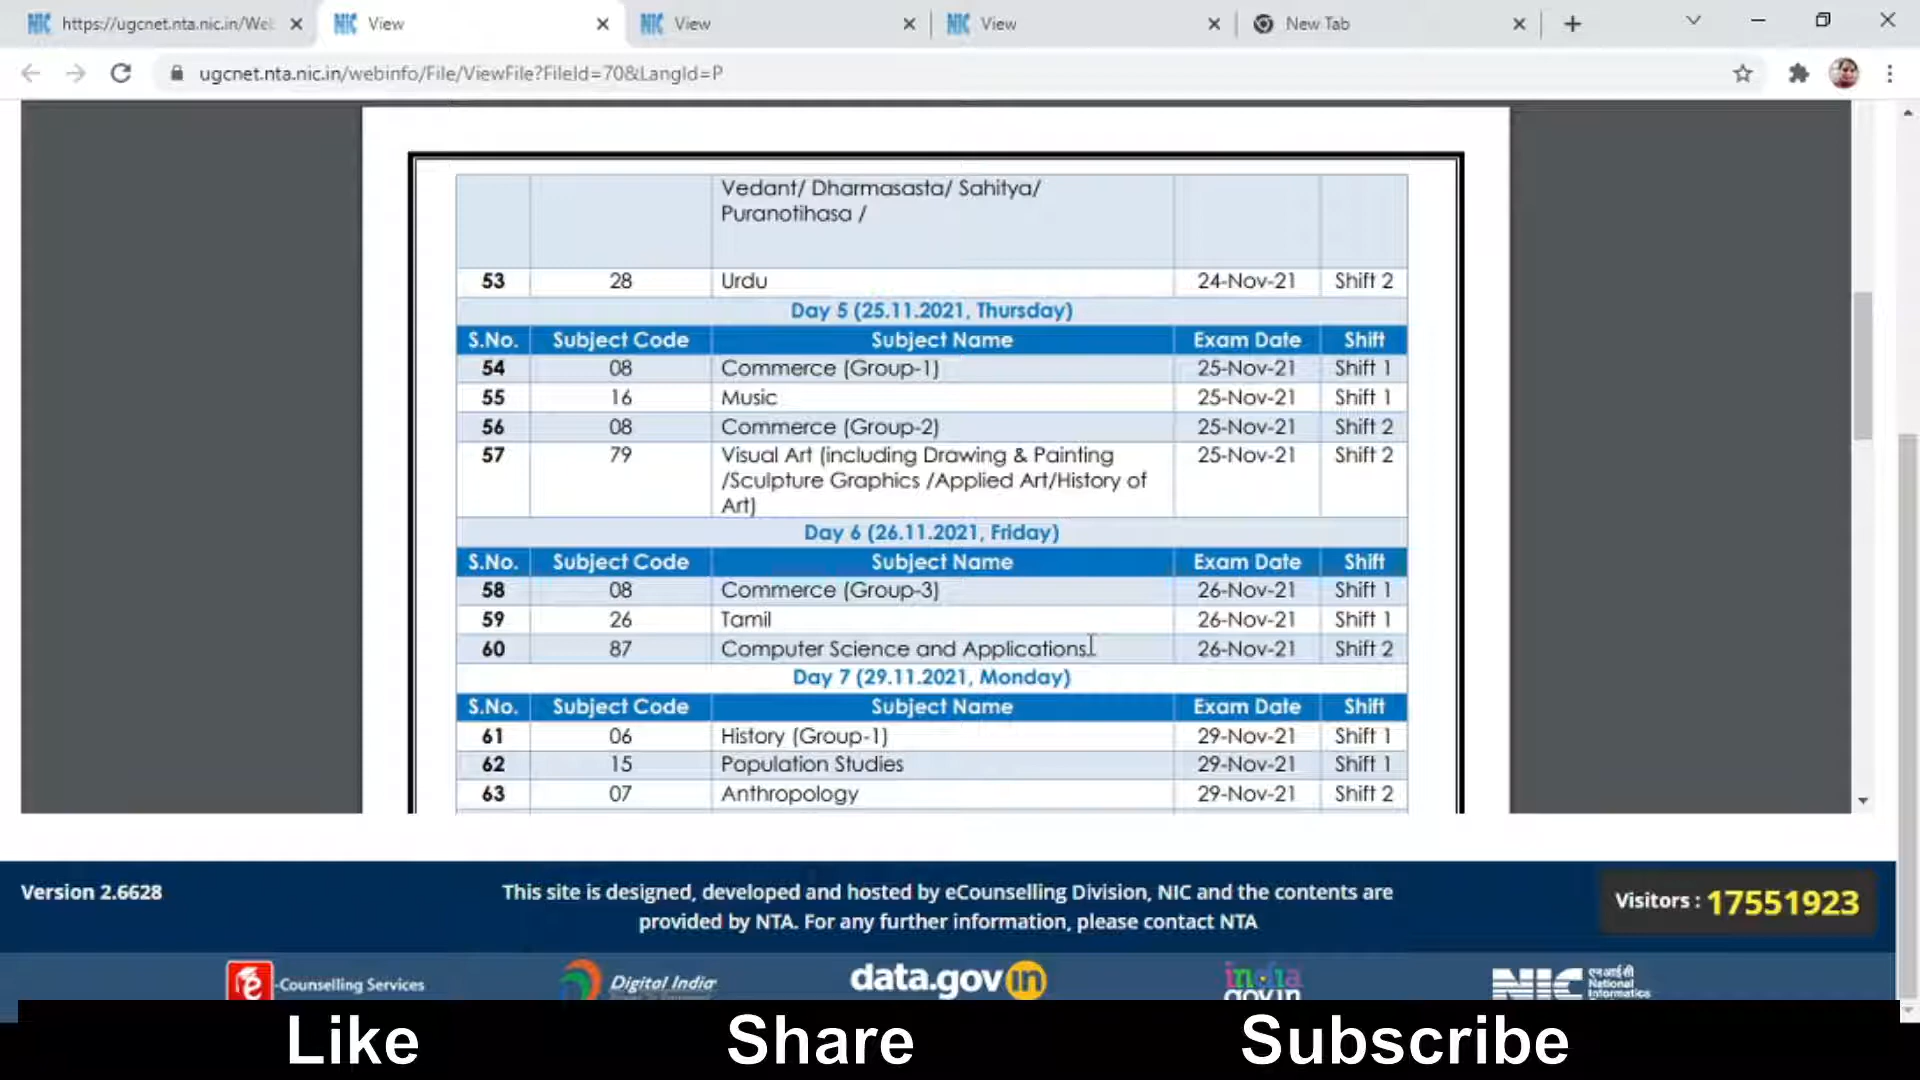 https://ugcnet.nta.nic.in/Web
View
View
View
New Tab
ugcnet.nta.nic.in/webinfo/File/ViewFile?FileId=70&LangId=P
Vedant/ Dharmasasta/ Sahitya/
Puranotihasa /
53 28 Urdu 24-Nov-21 Shift 2
Day 5 (25.11.2021, Thursday)
S.No. Subject Code Subject Name Exam Date Shift
54 08 Commerce (Group-1) 25-Nov-21 Shift 1
55 16 Music 25-Nov-21 Shift 1
56 08 Commerce (Group-2) 25-Nov-21 Shift 2
57 79 Visual Art (including Drawing & Painting 25-Nov-21 Shift 2
/Sculpture Graphics /Applied Art/History of
Art)
Day 6 (26.11.2021, Friday)
S.No. Subject Code Subject Name Exam Date Shift
58 08 Commerce (Group-3) 26-Nov-21 Shift 1
59 26 Tamil 26-Nov-21 Shift 1
60 87 Computer Science and Applications 26-Nov-21 Shift 2
Day 7 (29.11.2021, Monday)
S.No. Subject Code Subject Name Exam Date Shift
61 06 History (Group-1) 29-Nov-21 Shift 1
62 15 Population Studies 29-Nov-21 Shift 1
63 07 Anthropology 29-Nov-21 Shift 2
Version 2.6628
This site is designed, developed and hosted by eCounselling Division, NIC and the contents are
provided by NTA. For any further information, please contact NTA
Visitors : 17551923
e-Counselling Services
Digital India
data.gov in
india
gov.in
NIC
एनआईसी
National
Informatics
Like Share Subscribe